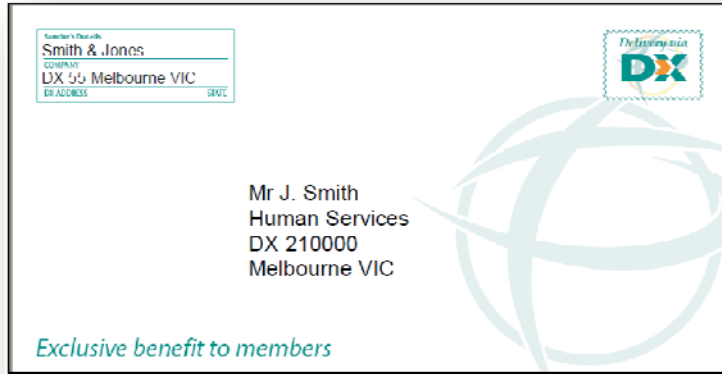 Sender's Details
Smith & Jones
COMPANY
DX 55 Melbourne VIC
DX ADDRESS STATE
Delivery via
DX
Mr J. Smith
Human Services
DX 210000
Melbourne VIC
Exclusive benefit to members